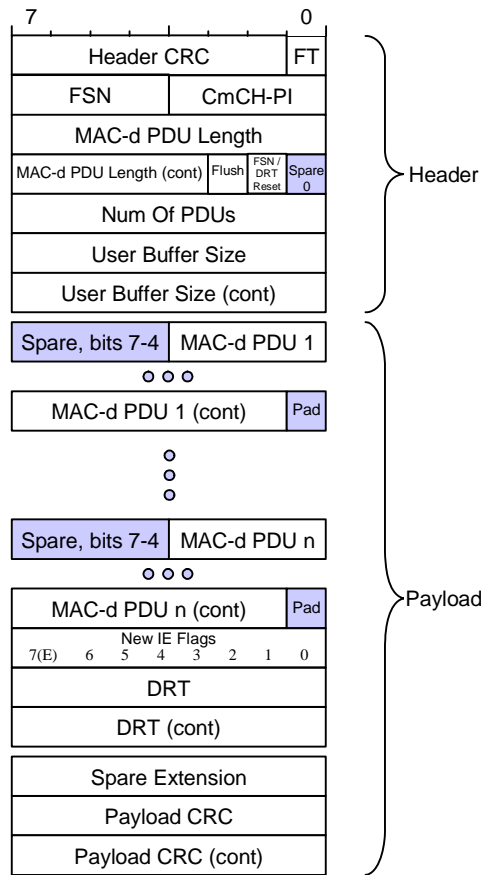 7 0
Header CRC FT
FSN CmCH-PI
MAC-d PDU Length
MAC-d PDU Length (cont) Flush FSN / DRT Reset Spare 0
Num Of PDUs
User Buffer Size
User Buffer Size (cont)
Header
Spare, bits 7-4 MAC-d PDU 1
MAC-d PDU 1 (cont) Pad
Spare, bits 7-4 MAC-d PDU n
MAC-d PDU n (cont) Pad
Payload
New IE Flags
7(E) 6 5 4 3 2 1 0
DRT
DRT (cont)
Spare Extension
Payload CRC
Payload CRC (cont)